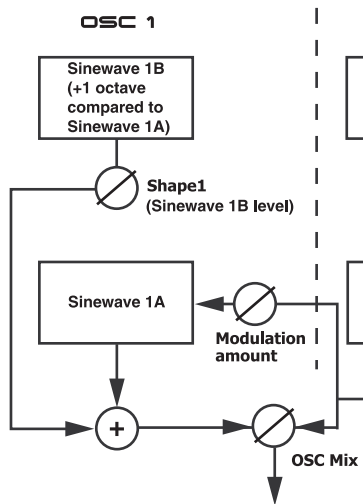 OSC 1
Sinewave 1B
(+1 octave
compared to
Sinewave 1A)
Shape1
(Sinewave 1B level)
Sinewave 1A
Modulation
amount
+
OSC Mix